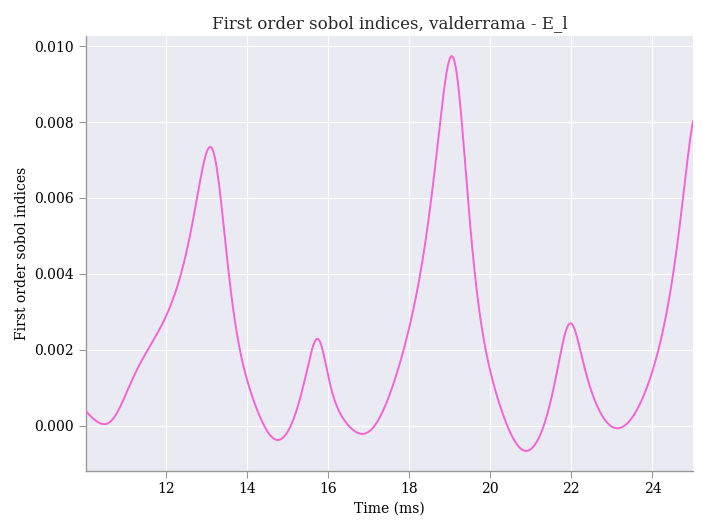 First order sobol indices, valderrama - E_l
0.010
0.008
0.006
0.004
0.002
0.000
First order sobol indices
12 14 16 18 20 22 24
Time (ms)